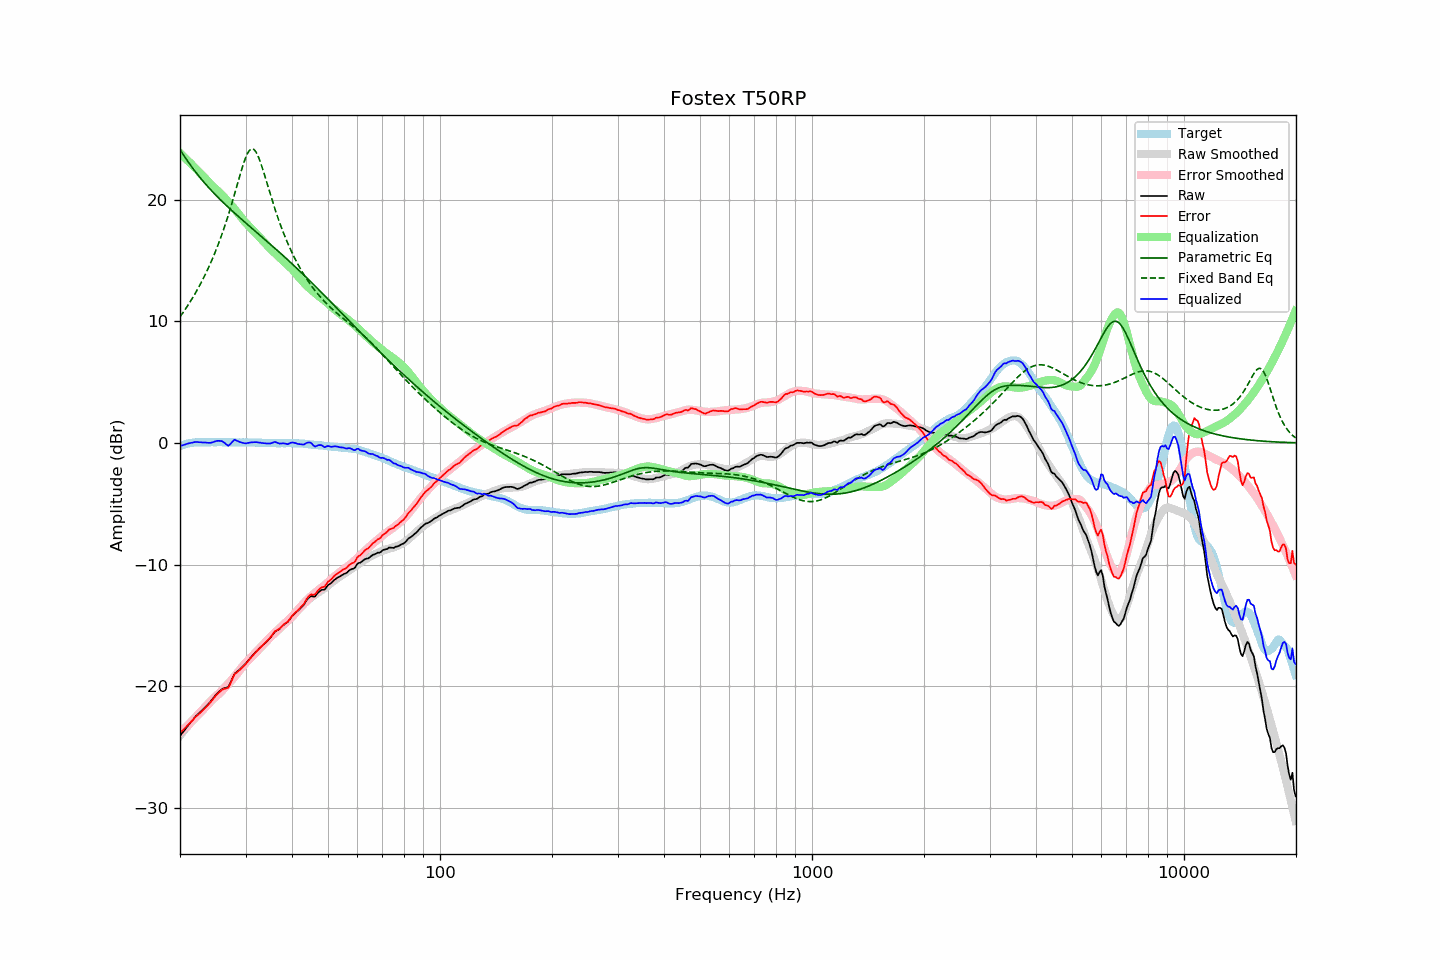 Fostex T50RP
Target
Raw Smoothed
Error Smoothed
Raw
Error
Equalization
Parametric Eq
Fixed Band Eq
Equalized
Amplitude (dBr)
20
10
0
−10
−20
−30
100
1000
10000
Frequency (Hz)